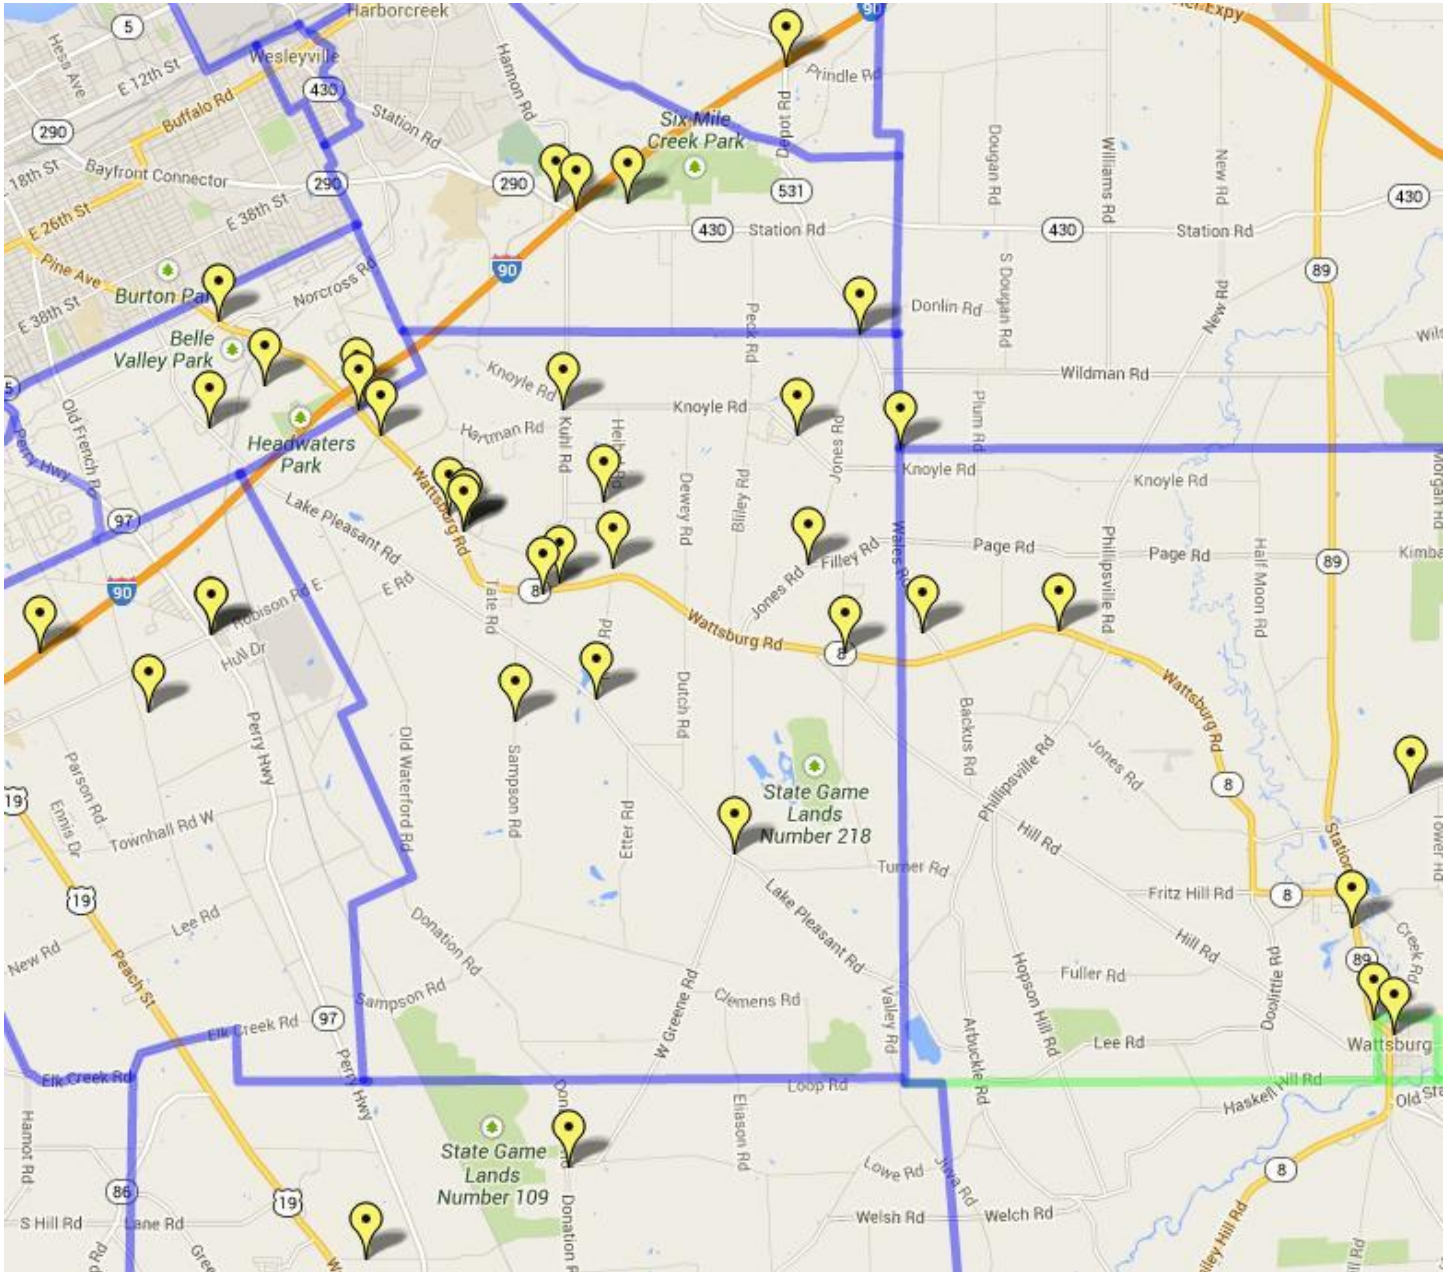 Harborcreek
5
90
Hess Ave
Wesleyville
E 12th St
Hannon Rd
Prindle Rd
430
Buffalo Rd
Station Rd
Depot Rd
Six Mile
Creek Park
290
Dougan Rd
Williams Rd
New Rd
18th St
Bayfront Connector
290
290
531
430
E 26th St
E 38th St
430
Station Rd
430
Station Rd
Pine Ave
Norcross Rd
90
89
Burton Park
E 38th St
S Dougan Rd
New Rd
Donlin Rd
Peck Rd
Belle
Valley Park
Knoyle Rd
Wildman Rd
Old French Rd
Knoyle Rd
Plum Rd
Perry Hwy
Headwaters
Park
Hartman Rd
Kuhl Rd
Jones Rd
Knoyle Rd
Knoyle Rd
Morgan Rd
Wattsburg Rd
Dewey Rd
Bailey Rd
97
Lake Pleasant Rd
Wales Rd
Page Rd
Phillipsville Rd
Page Rd
Half Moon Rd
89
90
E Rd
Tate Rd
8
Filley Rd
Jones Rd
Robison Rd E
Hull Dr
Wattsburg Rd
8
Dutch Rd
Wattsburg Rd
Backus Rd
Perry Hwy
Old Waterford Rd
Sampson Rd
Parson Rd
Ennis Dr
Jones Rd
Phillipsville Rd
19
Townhall Rd W
Etter Rd
State Game
Lands
Number 218
8
Hill Rd
Station
Tower Rd
Turner Rd
19
Lee Rd
Lake Pleasant Rd
Fritz Hill Rd
8
New Rd
Peach St
Donation Rd
Hill Rd
Creek Rd
89
Sampson Rd
W Greene Rd
Clemens Rd
Valley Rd
Hopson Hill Rd
Fuller Rd
Doolittle Rd
Elk Creek Rd
97
Arbuckle Rd
Lee Rd
Wattsburg
Elk Creek Rd
Perry Hwy
Loop Rd
Haskell Hill Rd
Hamot Rd
State Game
Lands
Number 109
Eliason Rd
Lowe Rd
Juva Rd
8
86
19
Donation R
S Hill Rd
Lane Rd
Welsh Rd
Welch Rd